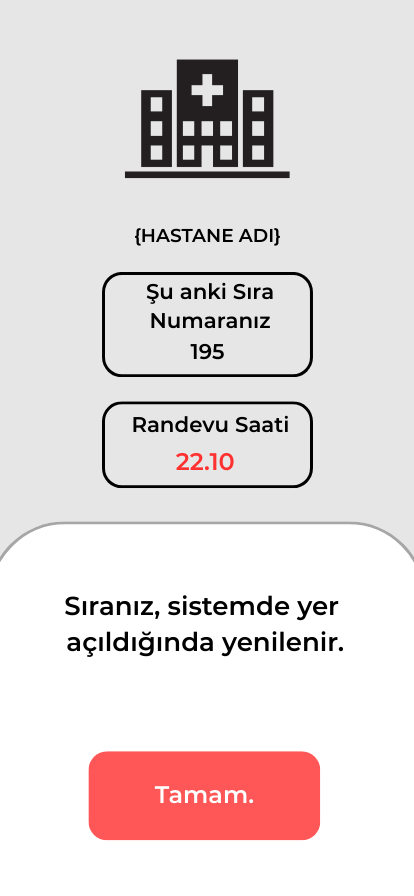 {HASTANE ADI}
Şu anki Sıra
Numaranız
195
Randevu Saati
22.10
Sıranız, sistemde yer
açıldığında yenilenir.
Tamam.